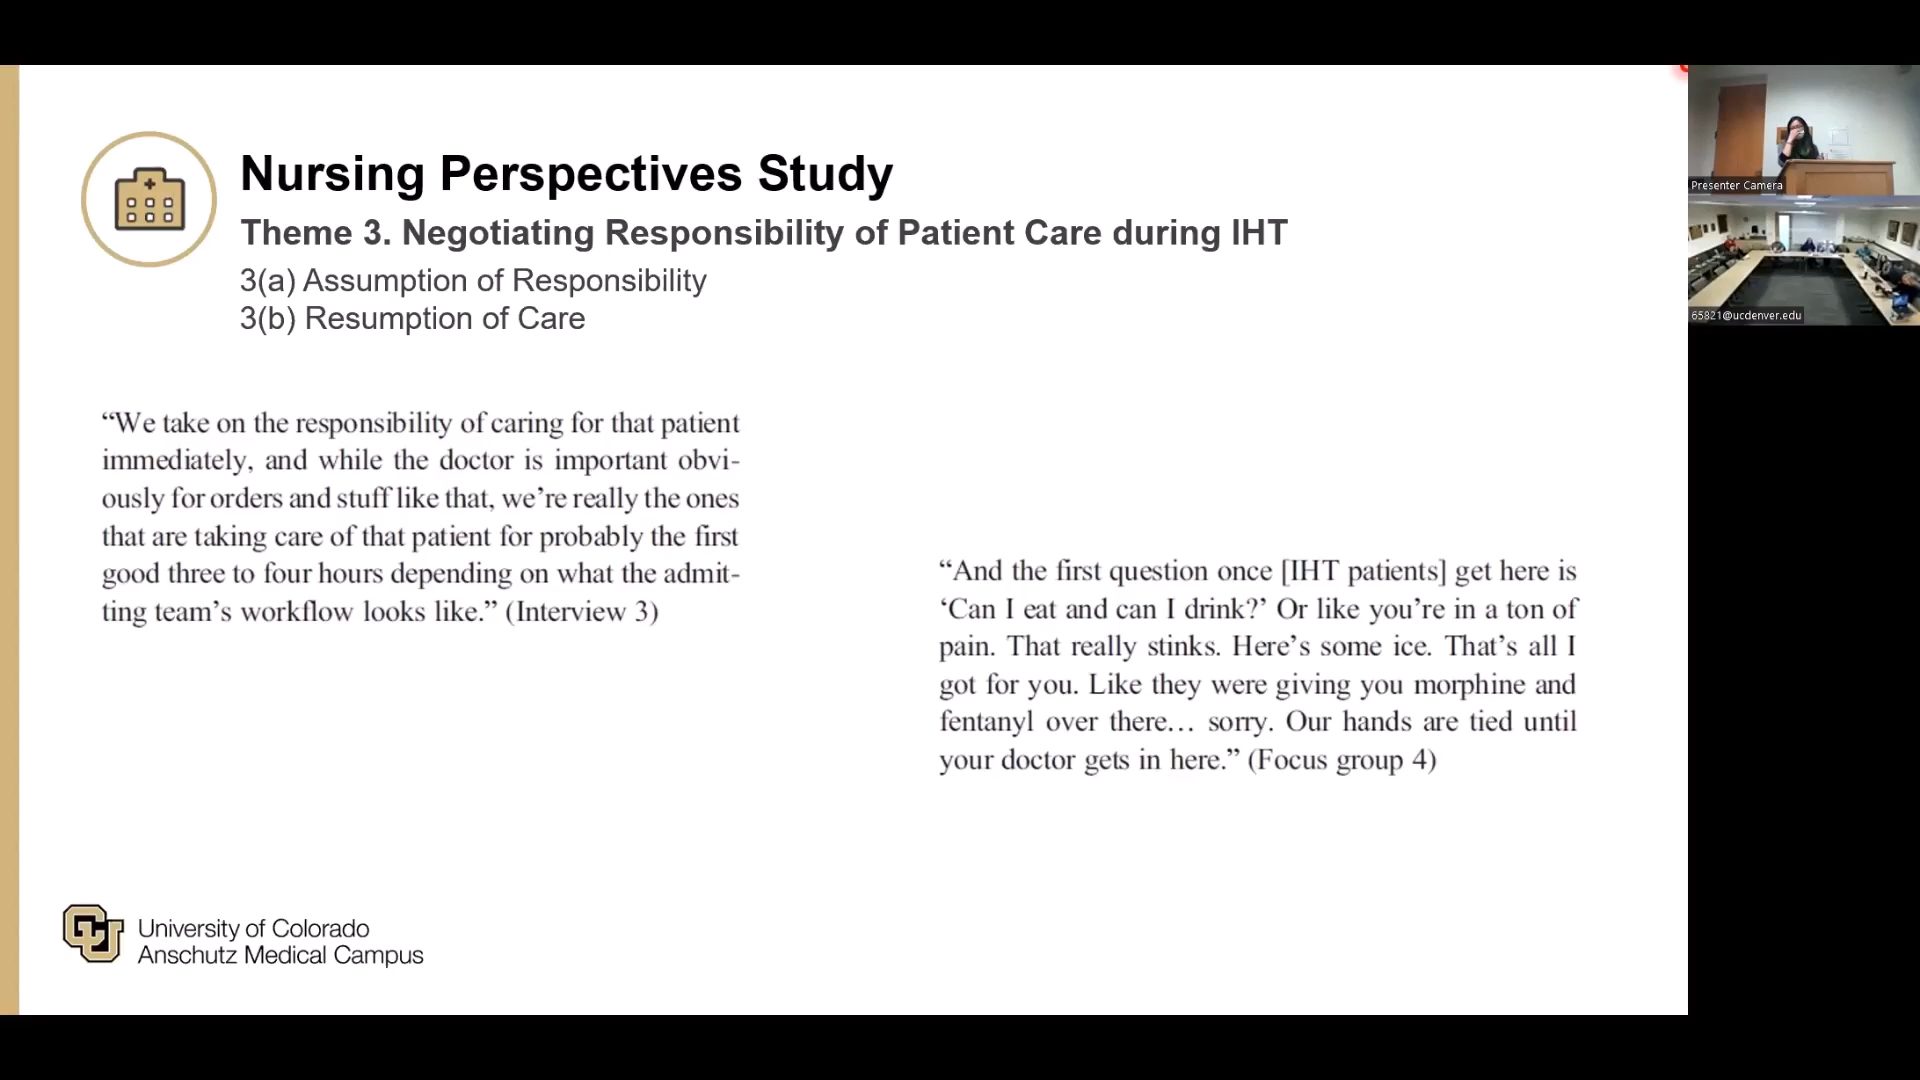 Nursing Perspectives Study
Theme 3. Negotiating Responsibility of Patient Care during IHT
3(a) Assumption of Responsibility
3(b) Resumption of Care
“We take on the responsibility of caring for that patient
immediately, and while the doctor is important obvi-
ously for orders and stuff like that, we’re really the ones
that are taking care of that patient for probably the first
good three to four hours depending on what the admit-
ting team’s workflow looks like.” (Interview 3)
“And the first question once [IHT patients] get here is
‘Can I eat and can I drink?’ Or like you’re in a ton of
pain. That really stinks. Here’s some ice. That’s all I
got for you. Like they were giving you morphine and
fentanyl over there… sorry. Our hands are tied until
your doctor gets in here.” (Focus group 4)
University of Colorado
Anschutz Medical Campus
Presenter Camera
65821@ucdenver.edu